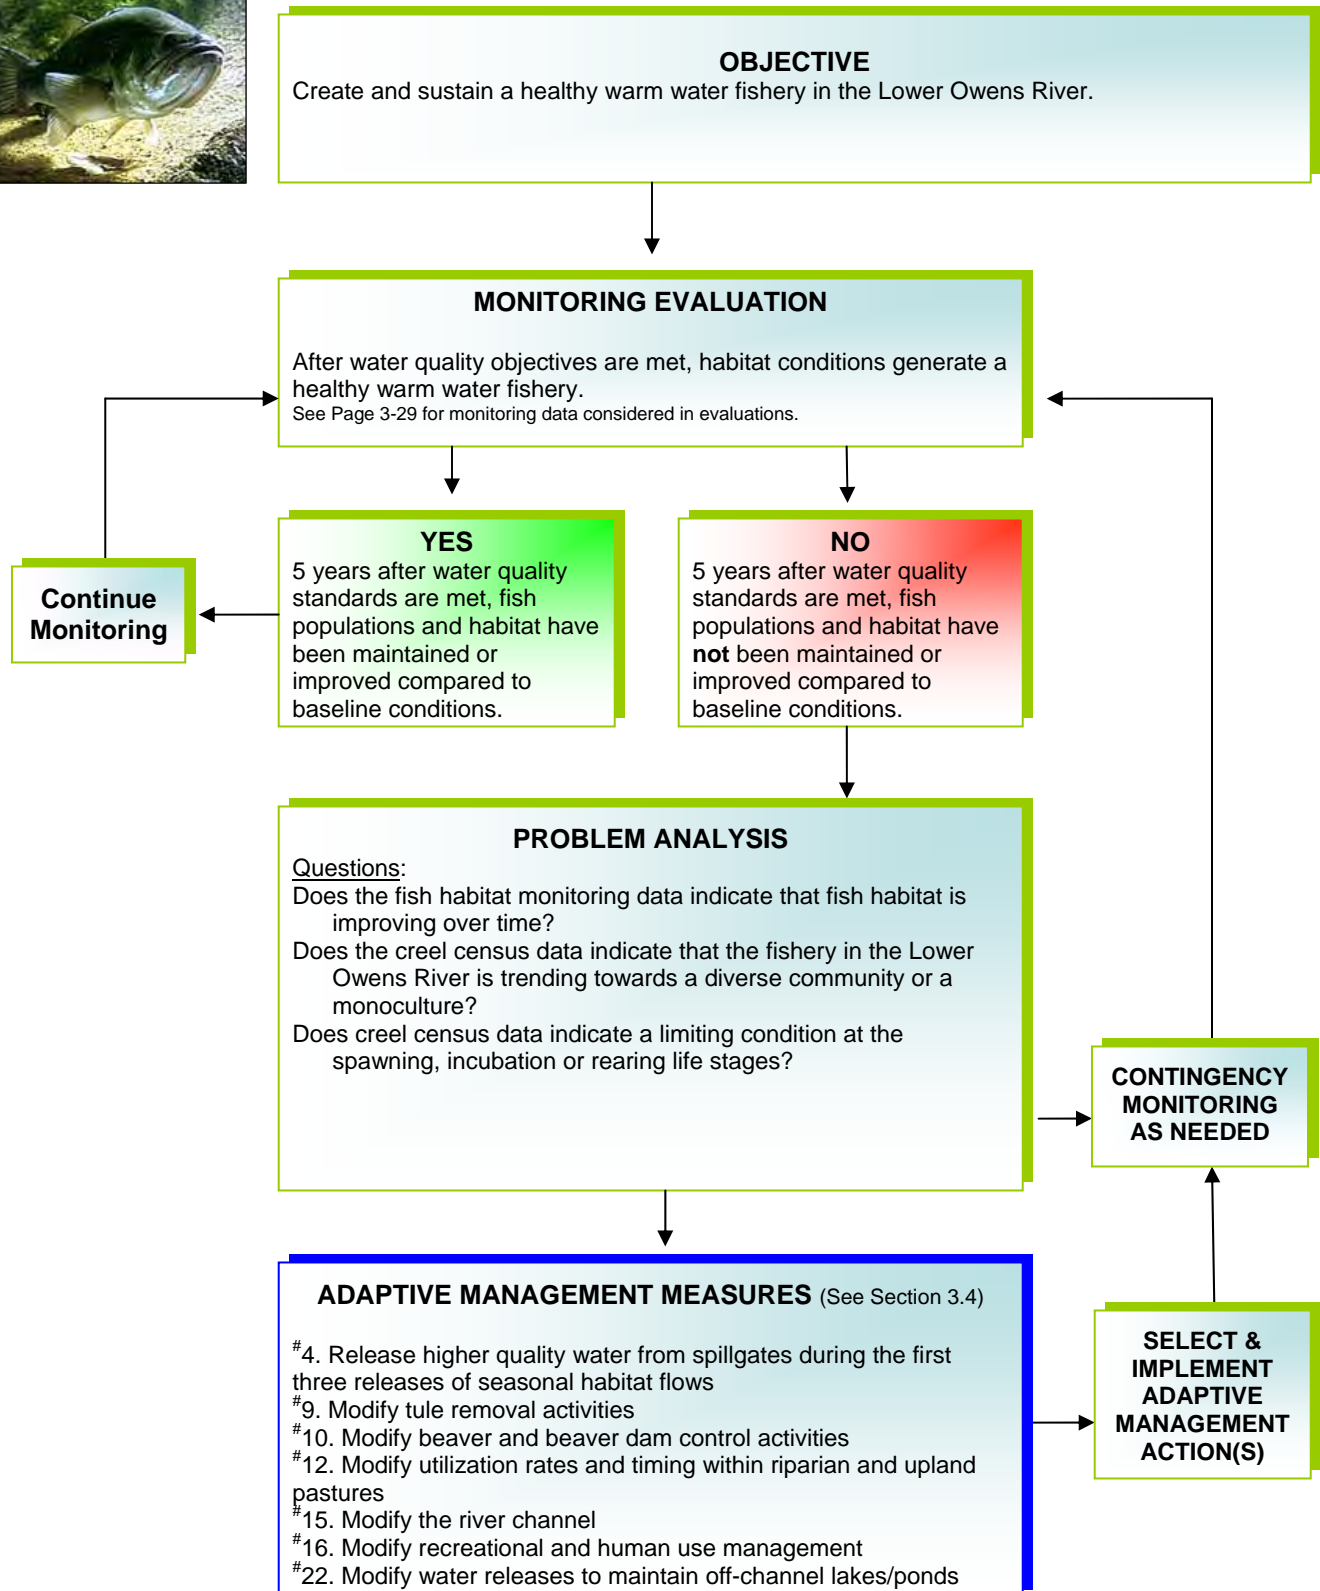 OBJECTIVE
Create and sustain a healthy warm water fishery in the Lower Owens River.
MONITORING EVALUATION
After water quality objectives are met, habitat conditions generate a
healthy warm water fishery.
See Page 3-29 for monitoring data considered in evaluations.
YES
5 years after water quality
standards are met, fish
populations and habitat have
been maintained or
improved compared to
baseline conditions.
NO
5 years after water quality
standards are met, fish
populations and habitat have
not been maintained or
improved compared to
baseline conditions.
Continue
Monitoring
PROBLEM ANALYSIS
Questions:
Does the fish habitat monitoring data indicate that fish habitat is
improving over time?
Does the creel census data indicate that the fishery in the Lower
Owens River is trending towards a diverse community or a
monoculture?
Does creel census data indicate a limiting condition at the
spawning, incubation or rearing life stages?
CONTINGENCY
MONITORING
AS NEEDED
ADAPTIVE MANAGEMENT MEASURES (See Section 3.4)
#4. Release higher quality water from spillgates during the first
three releases of seasonal habitat flows
#9. Modify tule removal activities
#10. Modify beaver and beaver dam control activities
#12. Modify utilization rates and timing within riparian and upland
pastures
#15. Modify the river channel
#16. Modify recreational and human use management
#22. Modify water releases to maintain off-channel lakes/ponds
SELECT &
IMPLEMENT
ADAPTIVE
MANAGEMENT
ACTION(S)